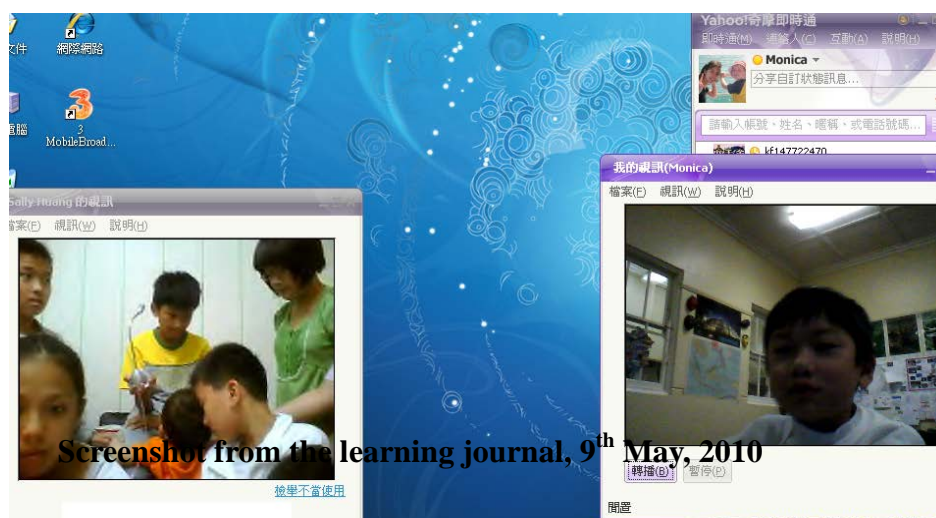 文件
網際網路
電腦
3
MobileBroad...
Yahoo!奇摩即時通
即時通(M) 連絡人(C) 互動(A) 說明(H)
Monica
分享自訂狀態訊息...
請輸入帳號、姓名、暱稱、或電話號碼...
kf147722470
Sally Huang 的視訊
檔案(F) 視訊(W) 說明(H)
檢舉不當使用
我的視訊(Monica)
檔案(F) 視訊(W) 說明(H)
轉播(B) 暫停(P)
閒置
Screenshot from the learning journal, 9th May, 2010